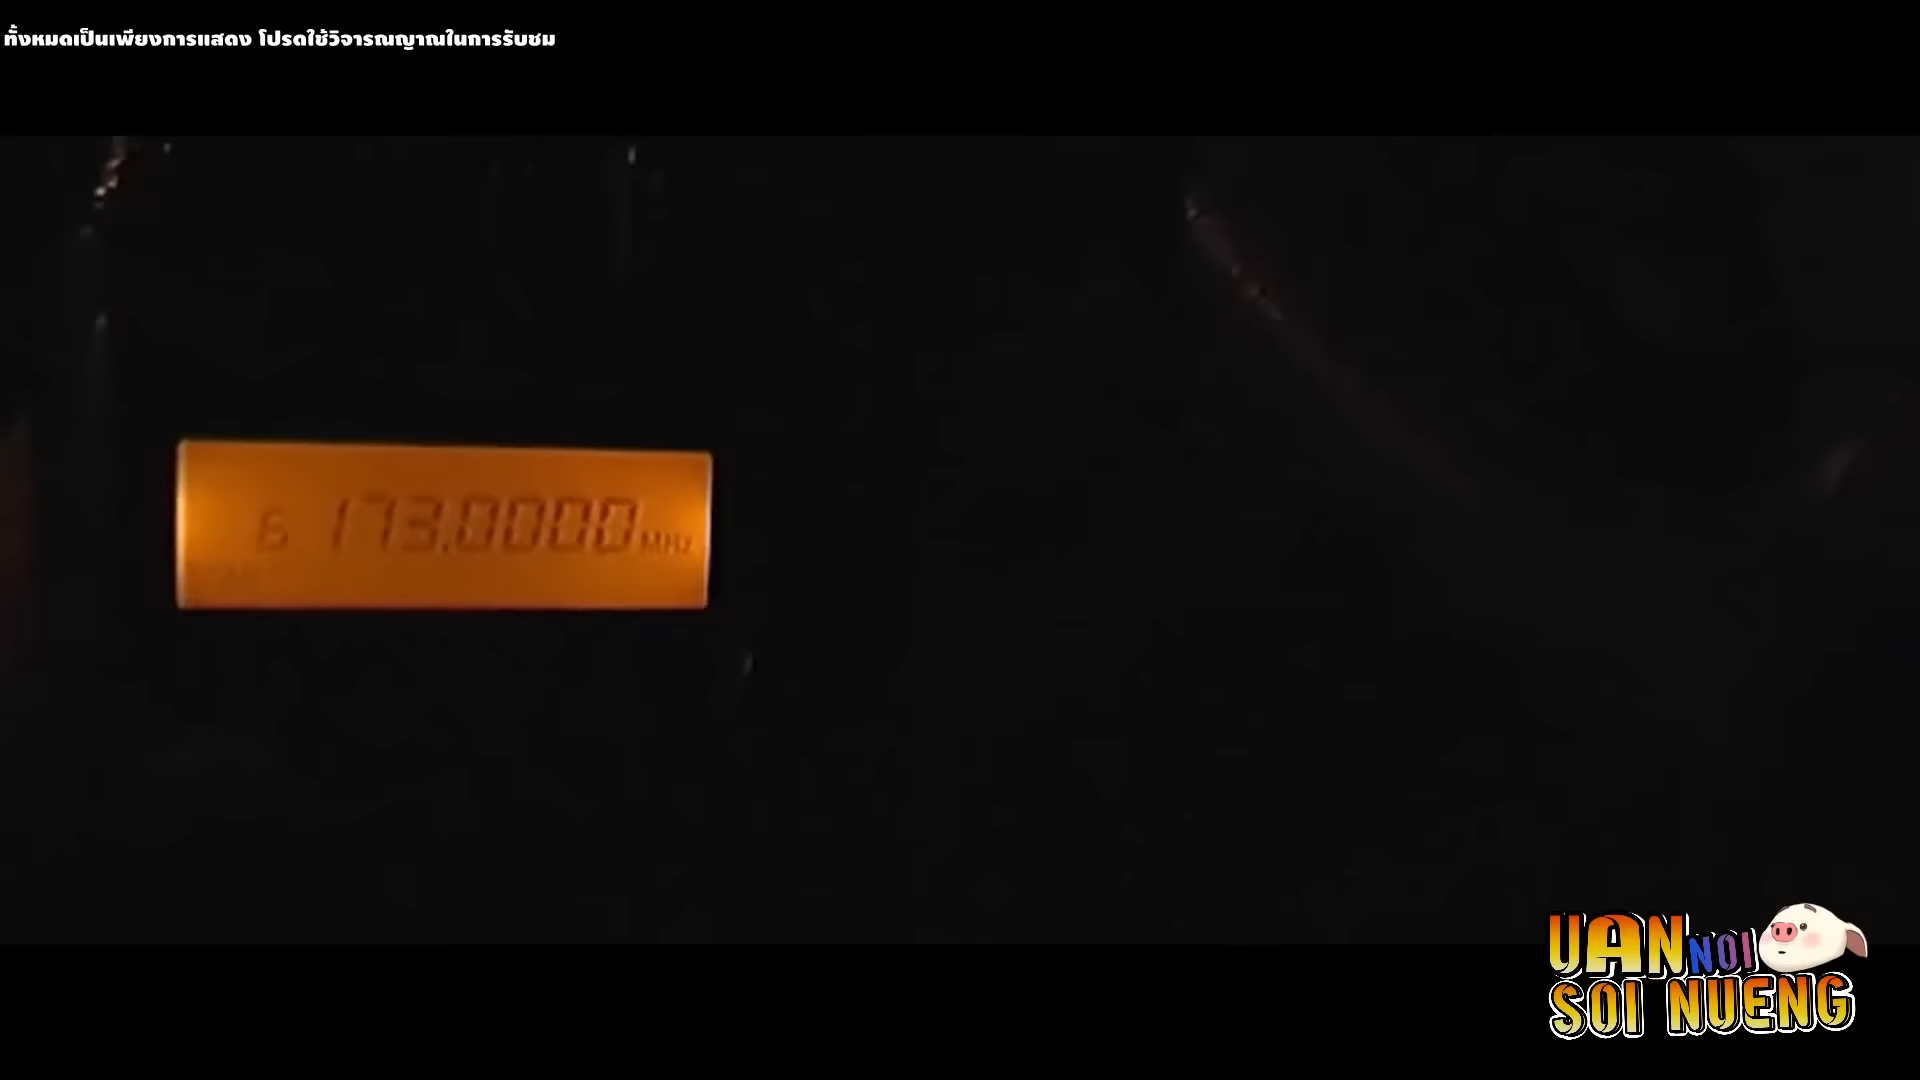 ทั้งหมดเป็นเพียงการแสดง โปรดใช้วิจารณญาณในการรับชม
6 173.0000 MHz
UAN NOI
SOI NUENG